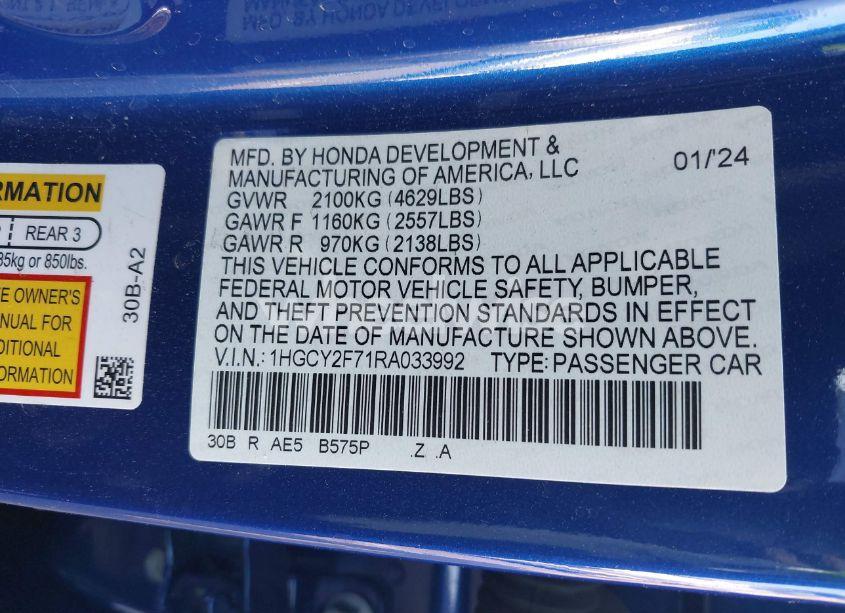 MFD. BY HONDA DEVELOPMENT &
MANUFACTURING OF AMERICA, LLC 01/'24
GVWR 2100KG (4629LBS)
GAWR F 1160KG (2557LBS)
GAWR R 970KG (2138LBS)
THIS VEHICLE CONFORMS TO ALL APPLICABLE
FEDERAL MOTOR VEHICLE SAFETY, BUMPER,
AND THEFT PREVENTION STANDARDS IN EFFECT
ON THE DATE OF MANUFACTURE SHOWN ABOVE.
V.I.N.: 1HGCY2F71RA033992 TYPE: PASSENGER CAR
30B R AE5 B575P .Z .A
RMATION
REAR 3
85kg or 850lbs.
E OWNER'S
NUAL FOR
DITIONAL
FORMATION
30B-A2